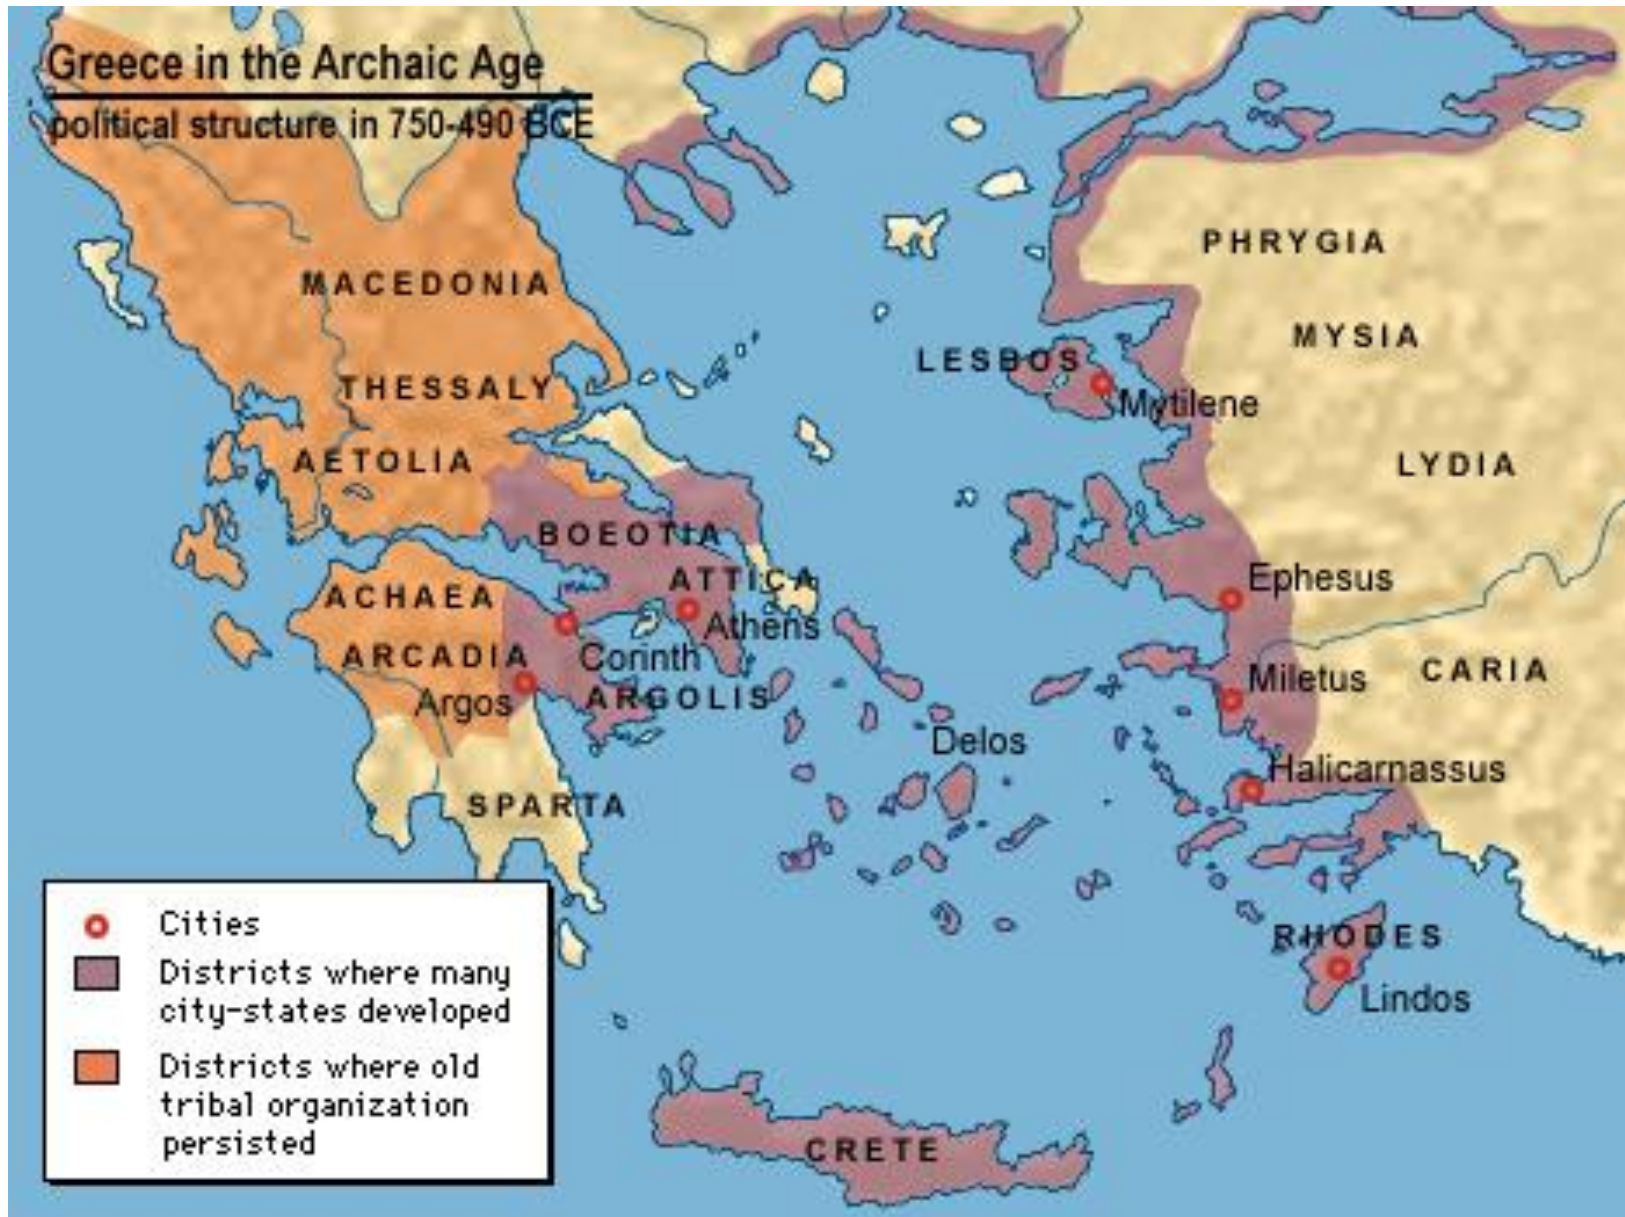 Greece in the Archaic Age
political structure in 750-490 BCE
PHRYGIA
MACEDONIA
MYSIA
LESBOS
THESSALY
Mytilene
AETOLIA
LYDIA
BOEOTIA
ATTICA
Ephesus
ACHAEA
Athens
ARCADIA
Corinth
Miletus
CARIA
Argos
ARGOLIS
Delos
Halicarnassus
SPARTA
RHODES
Lindos
CRETE
Cities
Districts where many
city-states developed
Districts where old
tribal organization
persisted